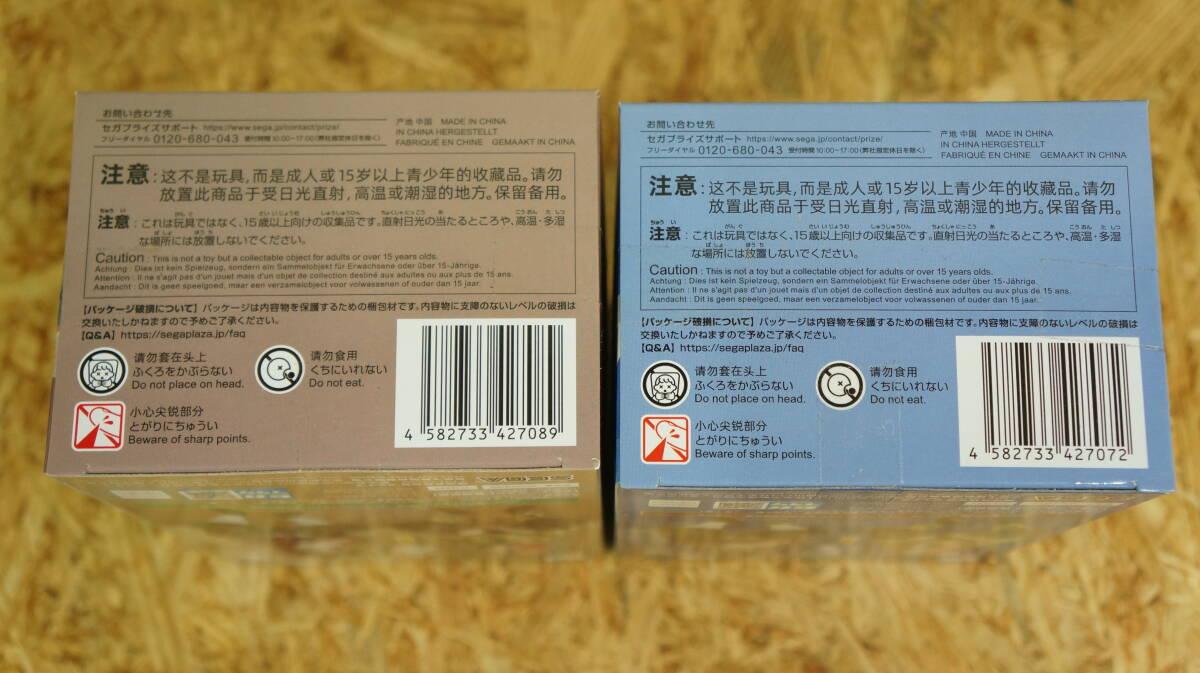 お問い合わせ先
セガプライズサポート https://www.sega.jp/contact/prize/
フリーダイヤル 0120-680-043 受付時間 10:00~17:00(弊社指定休日を除く)
产地 中国 MADE IN CHINA
IN CHINA HERGESTELLT
FABRIQUÉ EN CHINE GEMAAKT IN CHINA
注意:这不是玩具,而是成人或15岁以上青少年的收藏品。请勿
放置此商品于受日光直射,高温或潮湿的地方。保留备用。
注意:これは玩具ではなく、15歳以上向けの収集品です。直射日光の当たるところや、高温・多湿
な場所には放置しないでください。
Caution : This is not a toy but a collectable object for adults or over 15 years olds.
Achtung : Dies ist kein Spielzeug, sondern ein Sammelobjekt für Erwachsene oder über 15-Jährige.
Attention : Il ne s'agit pas d'un jouet mais d'un objet de collection destiné aux adultes ou aux plus de 15 ans.
Aandacht : Dit is geen speelgoed, maar een verzamelobject voor volwassenen of ouder dan 15 jaar.
【パッケージ破損について】パッケージは内容物を保護するための梱包材です。内容物に支障のないレベルの破損は
交換いたしかねますので予めご了承ください。
【Q&A】https://segaplaza.jp/faq
请勿套在头上
ふくろをかぶらない
Do not place on head.
请勿食用
くちにいれない
Do not eat.
小心尖锐部分
とがりにちゅうい
Beware of sharp points.
4 582733 427089
お問い合わせ先
セガプライズサポート https://www.sega.jp/contact/prize/
フリーダイヤル 0120-680-043 受付時間 10:00~17:00(弊社指定休日を除く)
产地 中国 MADE IN CHINA
IN CHINA HERGESTELLT
FABRIQUÉ EN CHINE GEMAAKT IN CHINA
注意:这不是玩具,而是成人或15岁以上青少年的收藏品。请勿
放置此商品于受日光直射,高温或潮湿的地方。保留备用。
注意:これは玩具ではなく、15歳以上向けの収集品です。直射日光の当たるところや、高温・多湿
な場所には放置しないでください。
Caution : This is not a toy but a collectable object for adults or over 15 years olds.
Achtung : Dies ist kein Spielzeug, sondern ein Sammelobjekt für Erwachsene oder über 15-Jährige.
Attention : Il ne s'agit pas d'un jouet mais d'un objet de collection destiné aux adultes ou aux plus de 15 ans.
Aandacht : Dit is geen speelgoed, maar een verzamelobject voor volwassenen of ouder dan 15 jaar.
【パッケージ破損について】パッケージは内容物を保護するための梱包材です。内容物に支障のないレベルの破損は
交換いたしかねますので予めご了承ください。
【Q&A】https://segaplaza.jp/faq
请勿套在头上
ふくろをかぶらない
Do not place on head.
请勿食用
くちにいれない
Do not eat.
小心尖锐部分
とがりにちゅうい
Beware of sharp points.
4 582733 427072